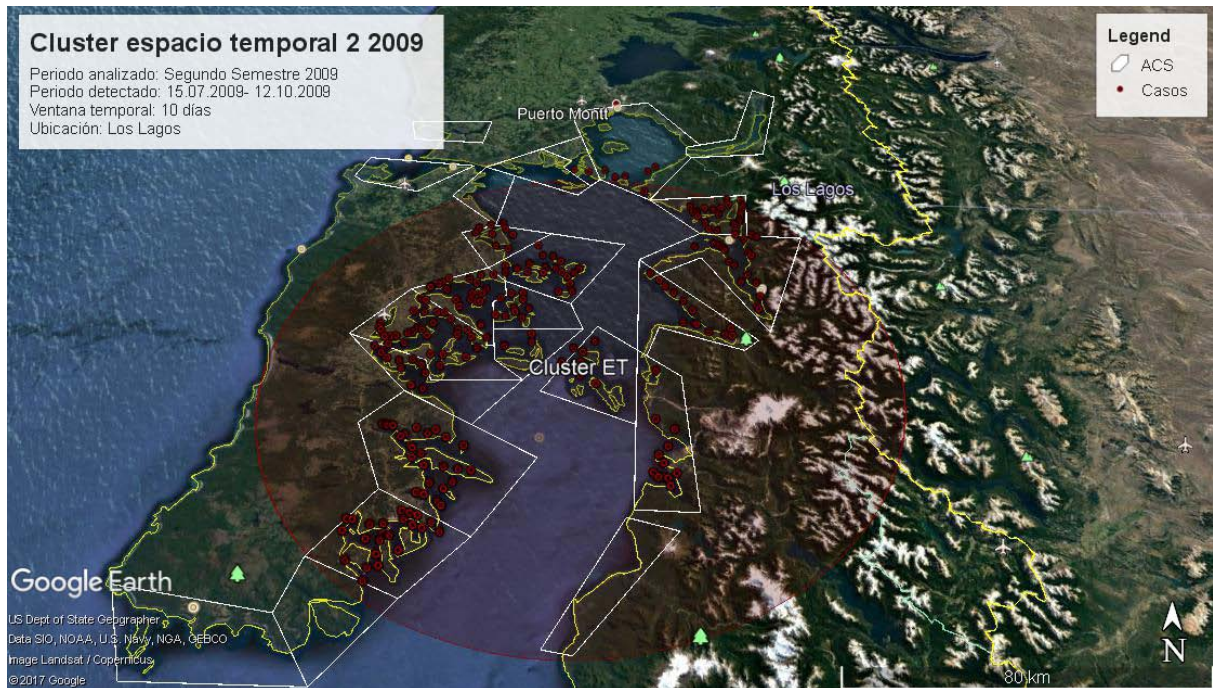 Cluster espacio temporal 2 2009
Periodo analizado: Segundo Semestre 2009
Periodo detectado: 15.07.2009- 12.10.2009
Ventana temporal: 10 días
Ubicación: Los Lagos
Legend
ACS
Casos
Puerto Montt
Los Lagos
Cluster ET
Google Earth
US Dept of State Geographer
Data SIO, NOAA, U.S. Navy, NGA, GEBCO
Image Landsat / Copernicus
©2017 Google
N
80 km